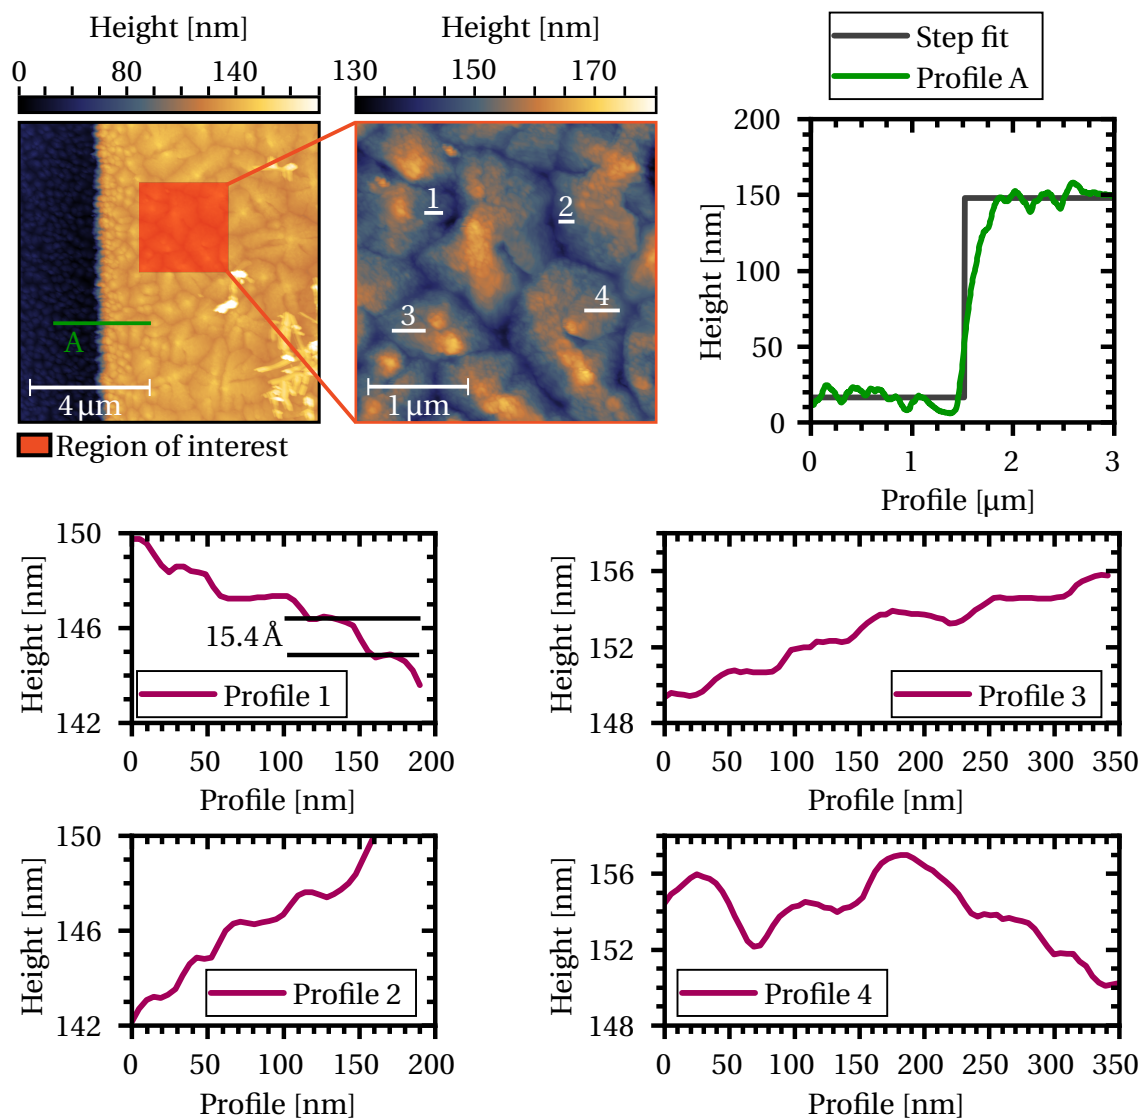 Height [nm]
0 80 140
Height [nm]
130 150 170
Step fit
Profile A
1
2
3
4
A
4 µm
1 µm
Region of interest
200
150
100
50
0
Height [nm]
0 1 2 3
Profile [µm]
150
146
142
Height [nm]
15.4 Å
Profile 1
0 50 100 150 200
Profile [nm]
156
152
148
Height [nm]
Profile 3
0 50 100 150 200 250 300 350
Profile [nm]
150
146
142
Height [nm]
Profile 2
0 50 100 150 200
Profile [nm]
156
152
148
Height [nm]
Profile 4
0 50 100 150 200 250 300 350
Profile [nm]